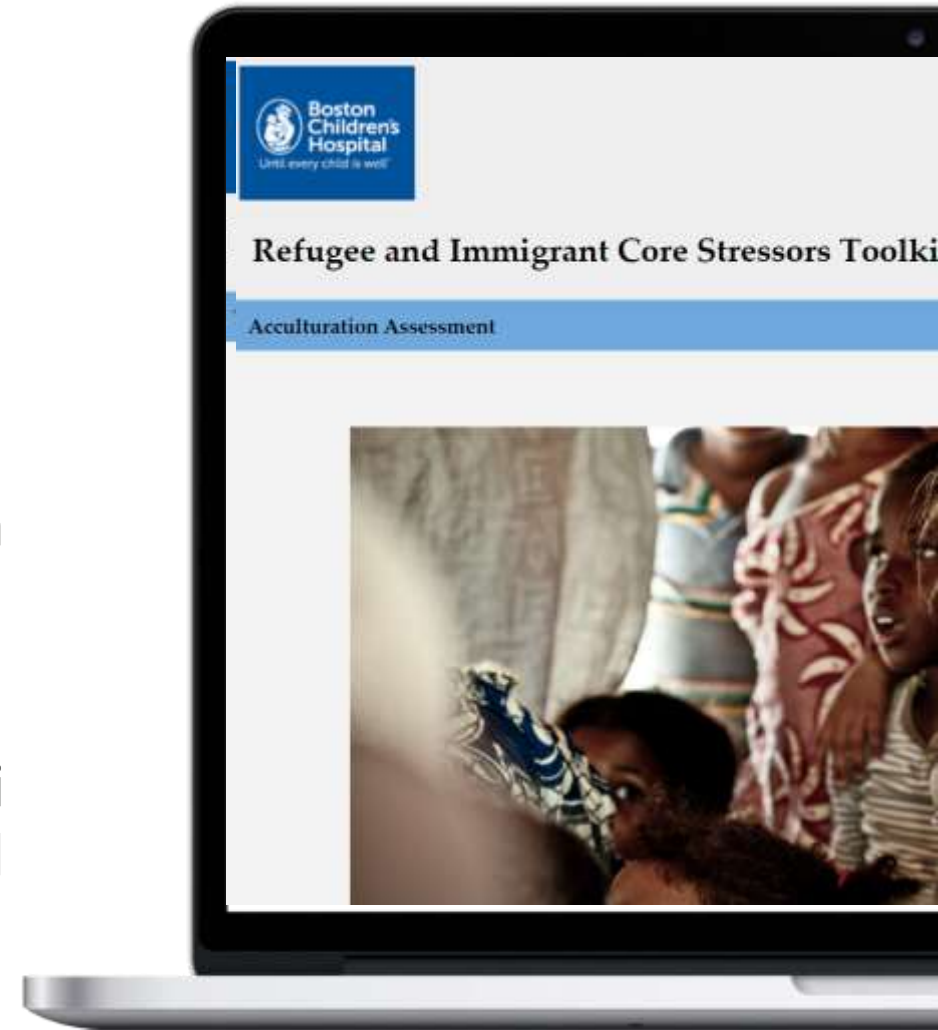 Boston
Children's
Hospital
Until every child is well
Refugee and Immigrant Core Stressors Toolki
Acculturation Assessment